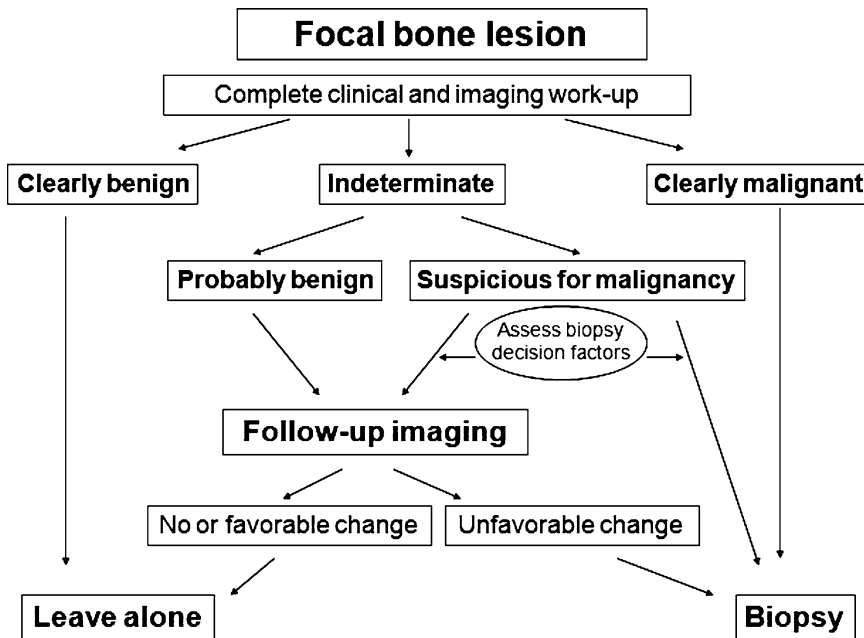 Focal bone lesion
Complete clinical and imaging work-up
Clearly benign
Indeterminate
Clearly malignant
Probably benign
Suspicious for malignancy
Assess biopsy
decision factors
Follow-up imaging
No or favorable change
Unfavorable change
Leave alone
Biopsy